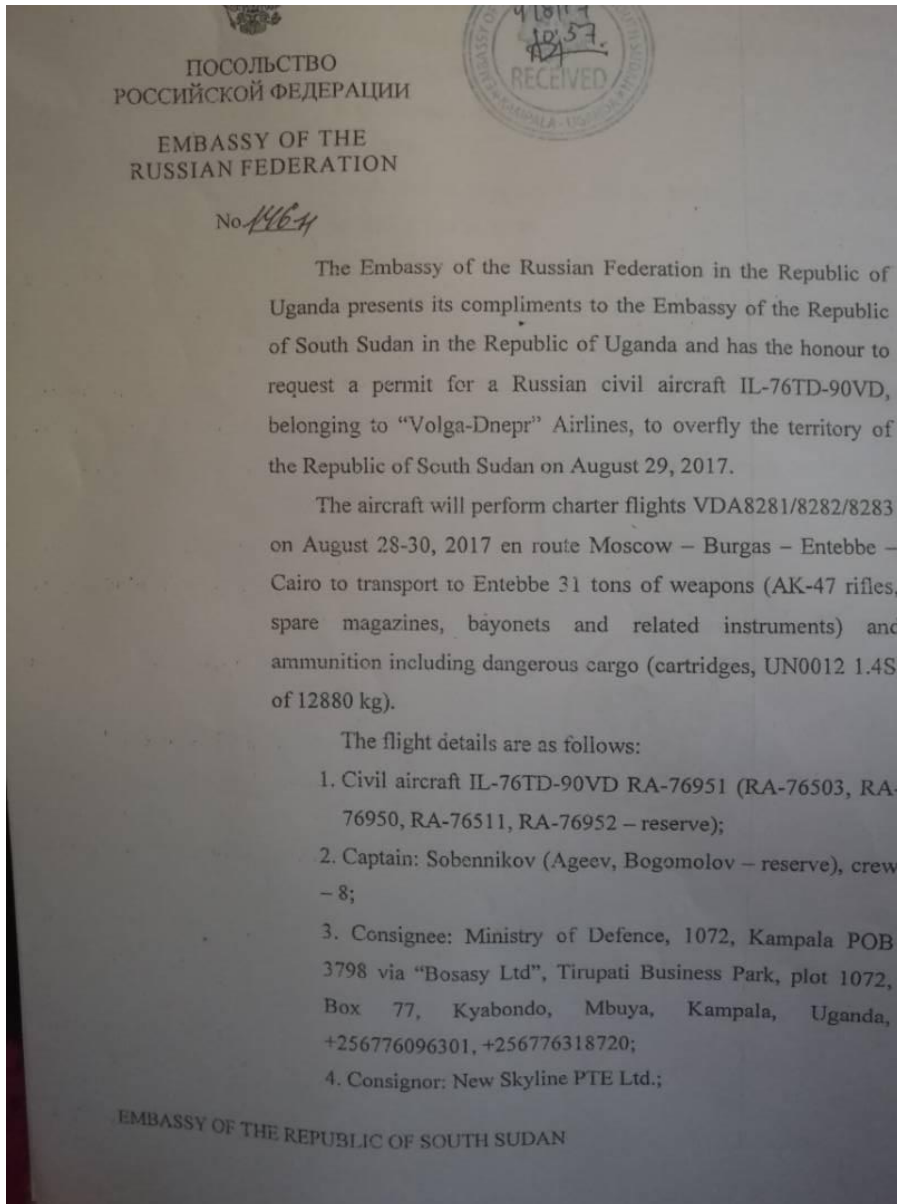 ПОСОЛЬСТВО
РОССИЙСКОЙ ФЕДЕРАЦИИ
EMBASSY OF THE
RUSSIAN FEDERATION
No
10:57
RECEIVED
KAMPALA - UGANDA
The Embassy of the Russian Federation in the Republic of
Uganda presents its compliments to the Embassy of the Republic
of South Sudan in the Republic of Uganda and has the honour to
request a permit for a Russian civil aircraft IL-76TD-90VD,
belonging to “Volga-Dnepr” Airlines, to overfly the territory of
the Republic of South Sudan on August 29, 2017.
The aircraft will perform charter flights VDA8281/8282/8283
on August 28-30, 2017 en route Moscow – Burgas – Entebbe –
Cairo to transport to Entebbe 31 tons of weapons (AK-47 rifles,
spare magazines, bayonets and related instruments) and
ammunition including dangerous cargo (cartridges, UN0012 1.4S
of 12880 kg).
The flight details are as follows:
1. Civil aircraft IL-76TD-90VD RA-76951 (RA-76503, RA-
76950, RA-76511, RA-76952 – reserve);
2. Captain: Sobennikov (Ageev, Bogomolov – reserve), crew
– 8;
3. Consignee: Ministry of Defence, 1072, Kampala POB
3798 via “Bosasy Ltd”, Tirupati Business Park, plot 1072,
Box 77, Kyabondo, Mbuya, Kampala, Uganda,
+256776096301, +256776318720;
4. Consignor: New Skyline PTE Ltd.;
EMBASSY OF THE REPUBLIC OF SOUTH SUDAN